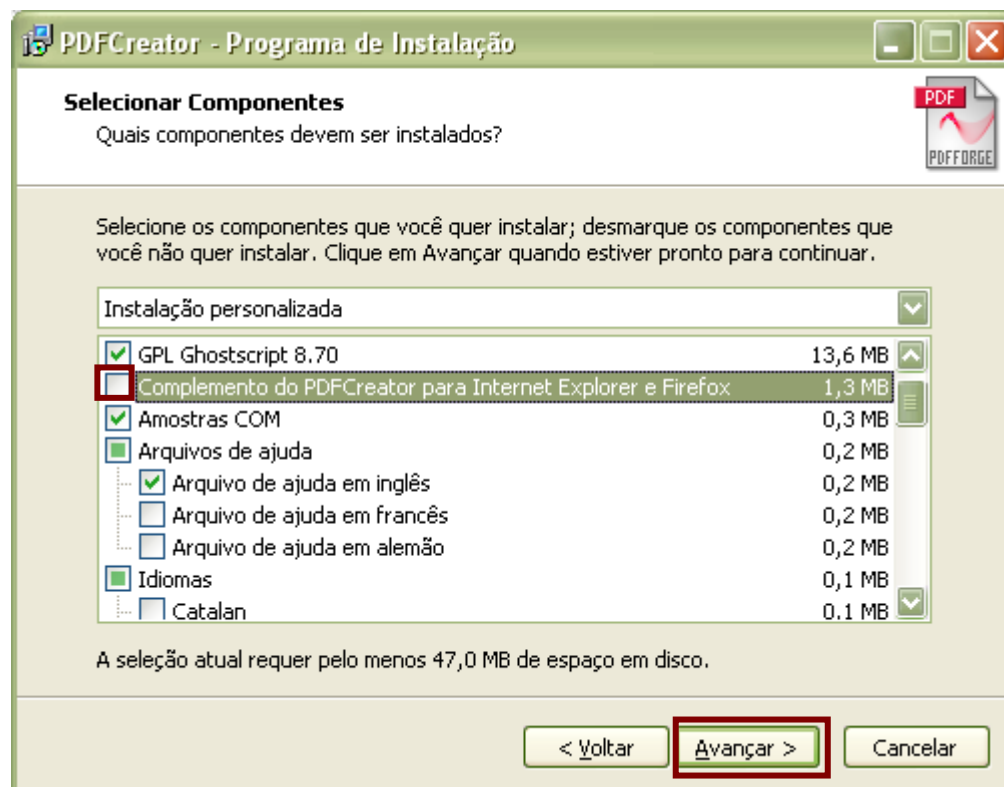 PDFCreator - Programa de Instalação
Selecionar Componentes
Quais componentes devem ser instalados?
PDF
PDFFORGE
Selecione os componentes que você quer instalar; desmarque os componentes que
você não quer instalar. Clique em Avançar quando estiver pronto para continuar.
Instalação personalizada
GPL Ghostscript 8.70 13,6 MB
Complemento do PDFCreator para Internet Explorer e Firefox 1,3 MB
Amostras COM 0,3 MB
Arquivos de ajuda 0,2 MB
Arquivo de ajuda em inglês 0,2 MB
Arquivo de ajuda em francês 0,2 MB
Arquivo de ajuda em alemão 0,2 MB
Idiomas 0,1 MB
Catalan 0.1 MB
A seleção atual requer pelo menos 47,0 MB de espaço em disco.
< Voltar Avançar > Cancelar